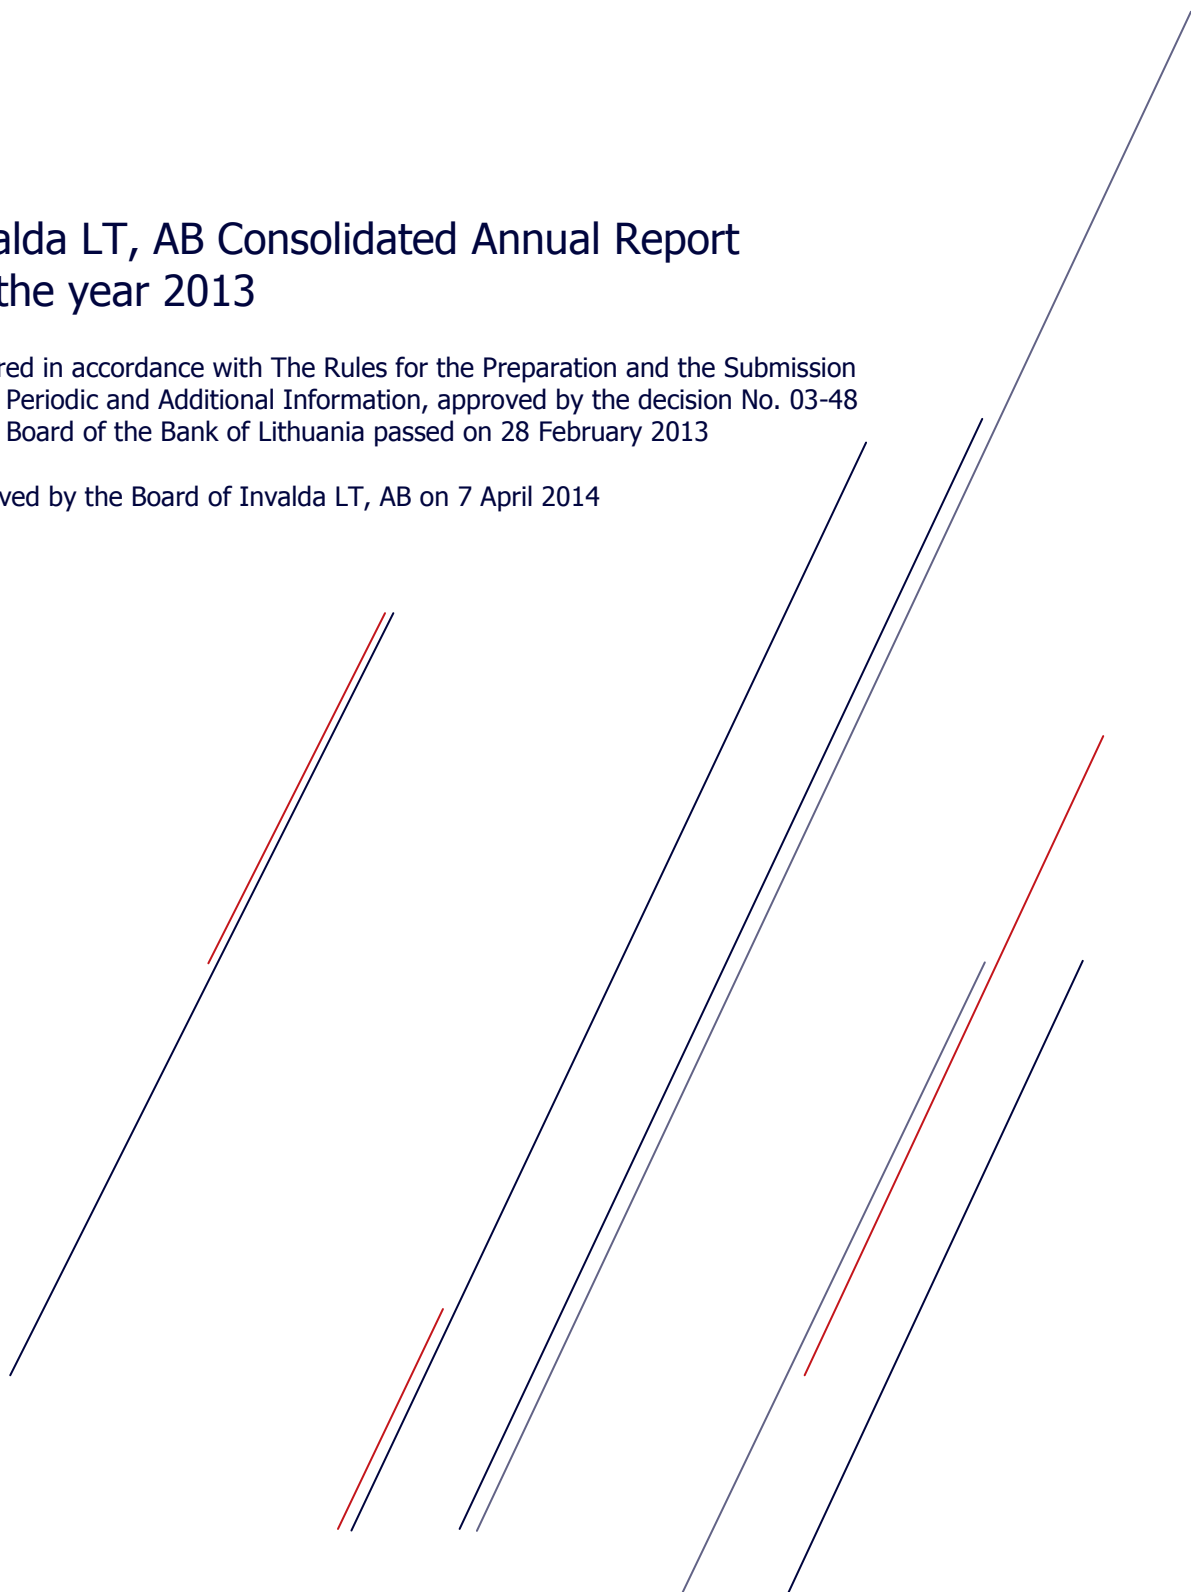 alda LT, AB Consolidated Annual Report
the year 2013
red in accordance with The Rules for the Preparation and the Submission
Periodic and Additional Information, approved by the decision No. 03-48
Board of the Bank of Lithuania passed on 28 February 2013
ved by the Board of Invalda LT, AB on 7 April 2014